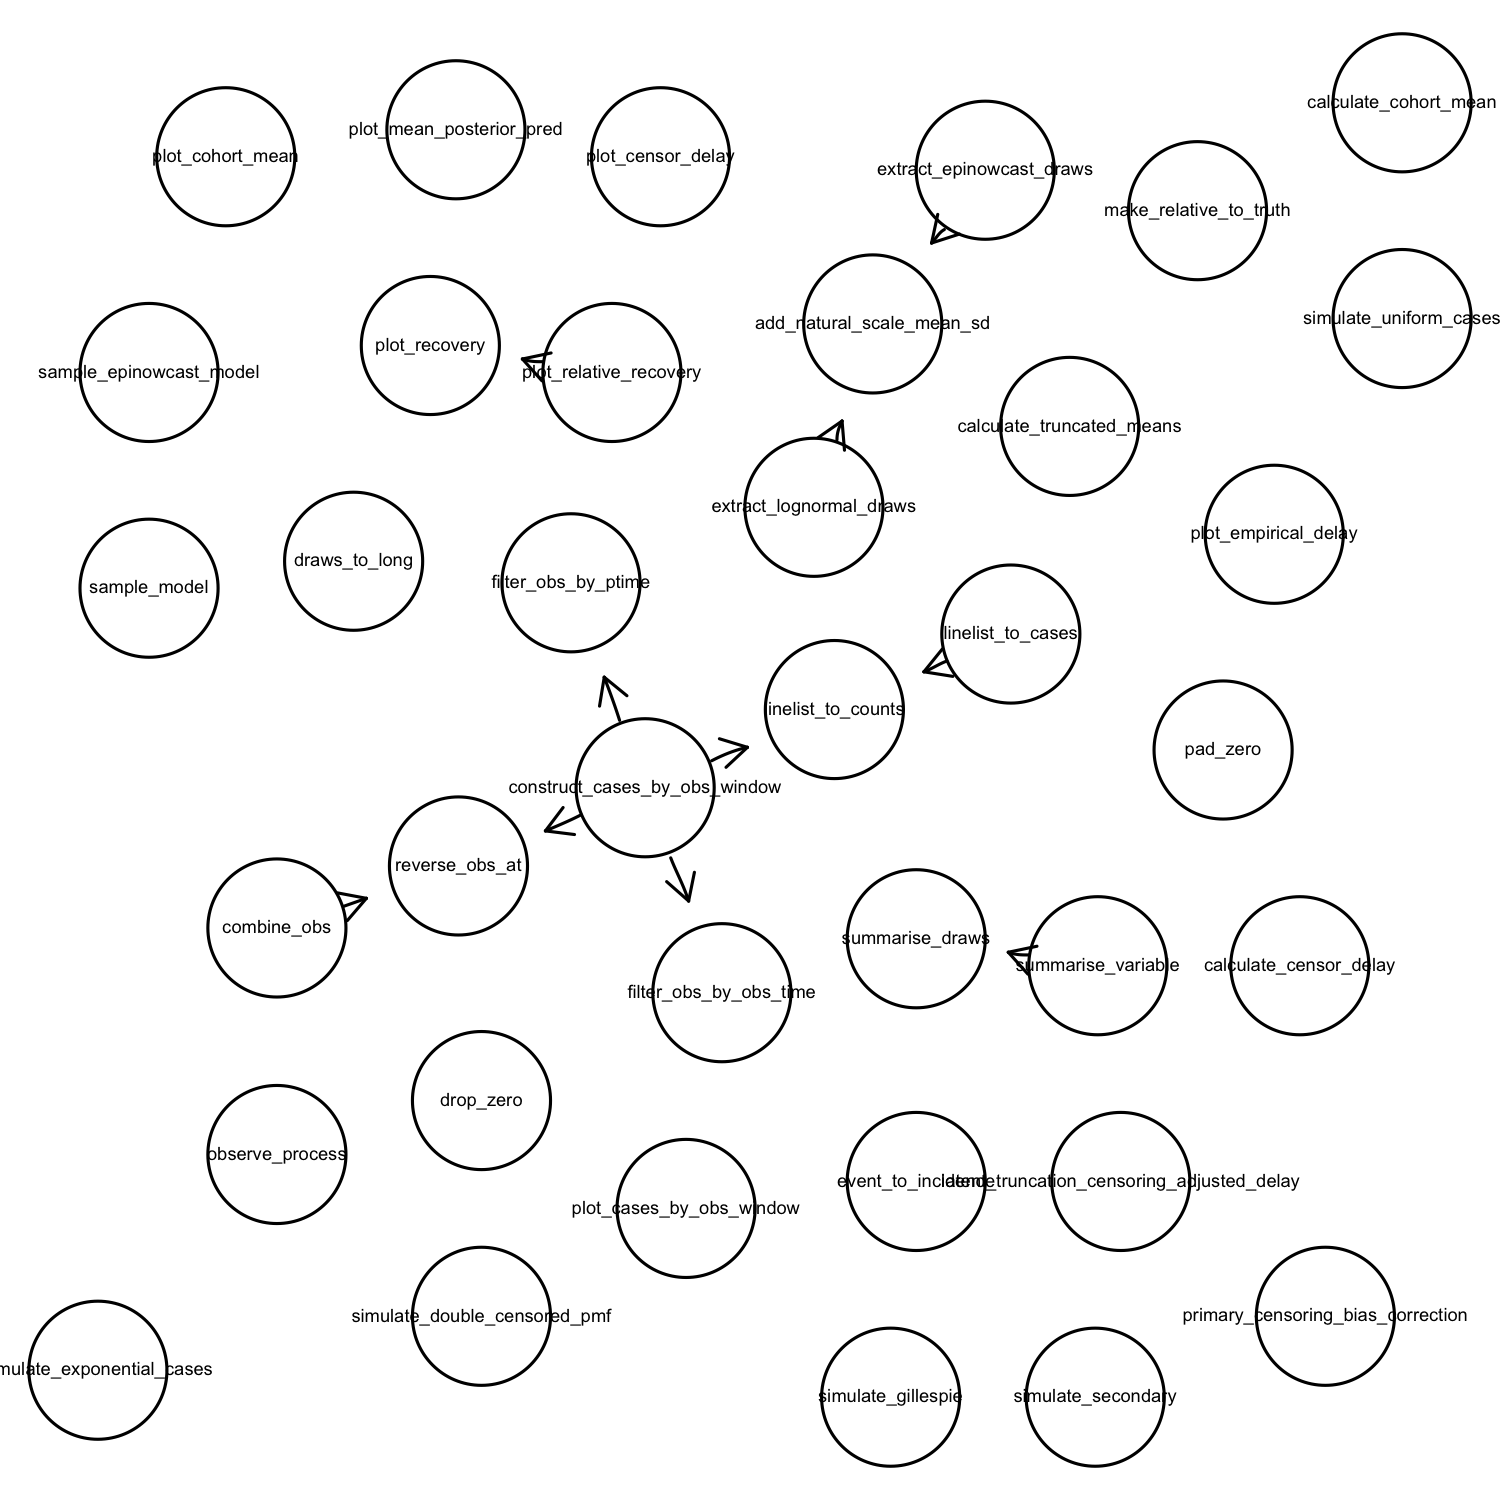 calculate_cohort_mean
plot_mean_posterior_pred
plot_cohort_mean
plot_censor_delay
extract_epinowcast_draws
make_relative_to_truth
simulate_uniform_cases
add_natural_scale_mean_sd
plot_recovery
sample_epinowcast_model
plot_relative_recovery
calculate_truncated_means
extract_lognormal_draws
plot_empirical_delay
draws_to_long
filter_obs_by_ptime
sample_model
linelist_to_cases
linelist_to_counts
pad_zero
construct_cases_by_obs_window
reverse_obs_at
combine_obs
summarise_draws
summarise_variable
calculate_censor_delay
filter_obs_by_obs_time
drop_zero
observe_process
event_to_incidence
latent_truncation_censoring_adjusted_delay
plot_cases_by_obs_window
simulate_double_censored_pmf
primary_censoring_bias_correction
mulate_exponential_cases
simulate_gillespie
simulate_secondary